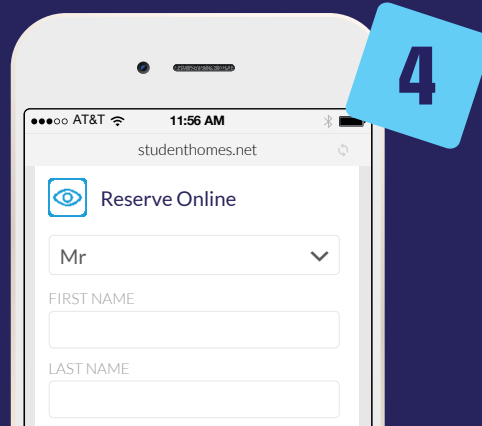 4
AT&T 11:56 AM
studenthomes.net
Reserve Online
Mr
FIRST NAME
LAST NAME